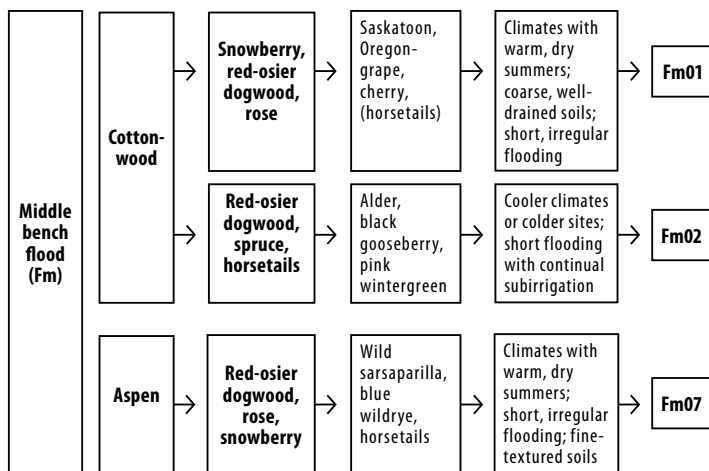 Middle
bench
flood
(Fm)
Cotton-
wood
Snowberry,
red-osier
dogwood,
rose
Saskatoon,
Oregon-
grape,
cherry,
(horsetails)
Climates with
warm, dry
summers;
coarse, well-
drained soils;
short, irregular
flooding
Fm01
Red-osier
dogwood,
spruce,
horsetails
Alder,
black
gooseberry,
pink
wintergreen
Cooler climates
or colder sites;
short flooding
with continual
subirrigation
Fm02
Aspen
Red-osier
dogwood,
rose,
snowberry
Wild
sarsaparilla,
blue
wildrye,
horsetails
Climates with
warm, dry
summers;
short, irregular
flooding; fine-
textured soils
Fm07